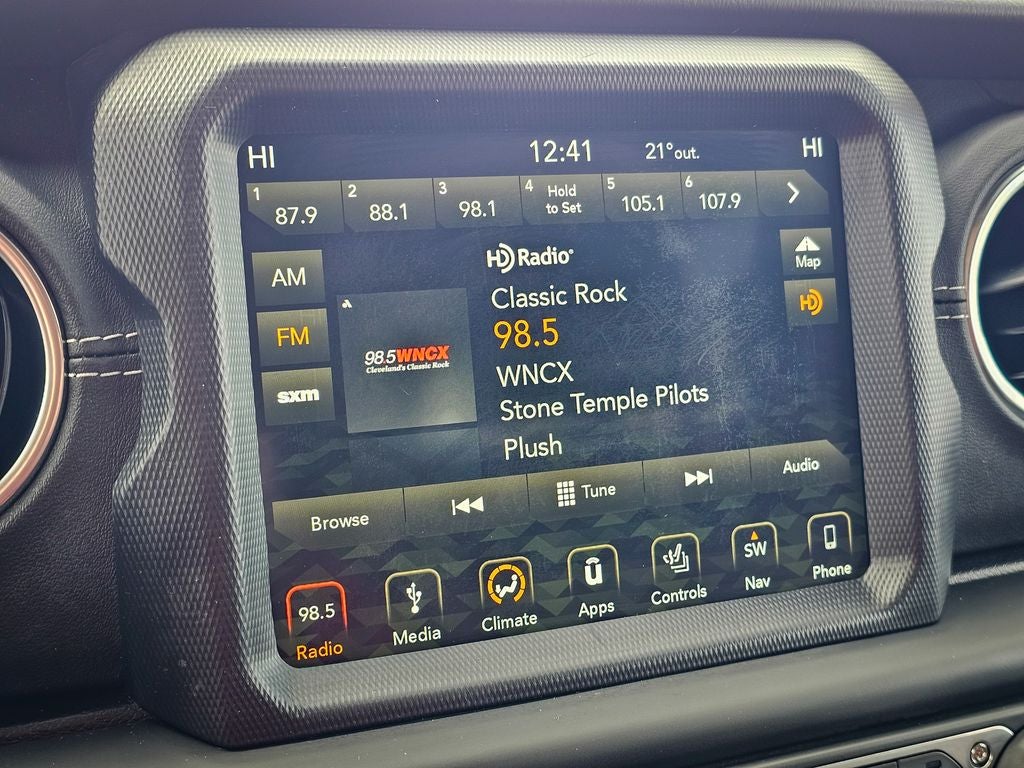 HI 12:41 21° out. HI
1 87.9 2 88.1 3 98.1 4 Hold to Set 5 105.1 6 107.9
HD Radio
Map
AM
Classic Rock
HD
98.5
FM
98.5 WNCX
Cleveland's Classic Rock
WNCX
sxm
Stone Temple Pilots
Plush
Browse Tune Audio
98.5 SW
Radio Media Climate Apps Controls Nav Phone